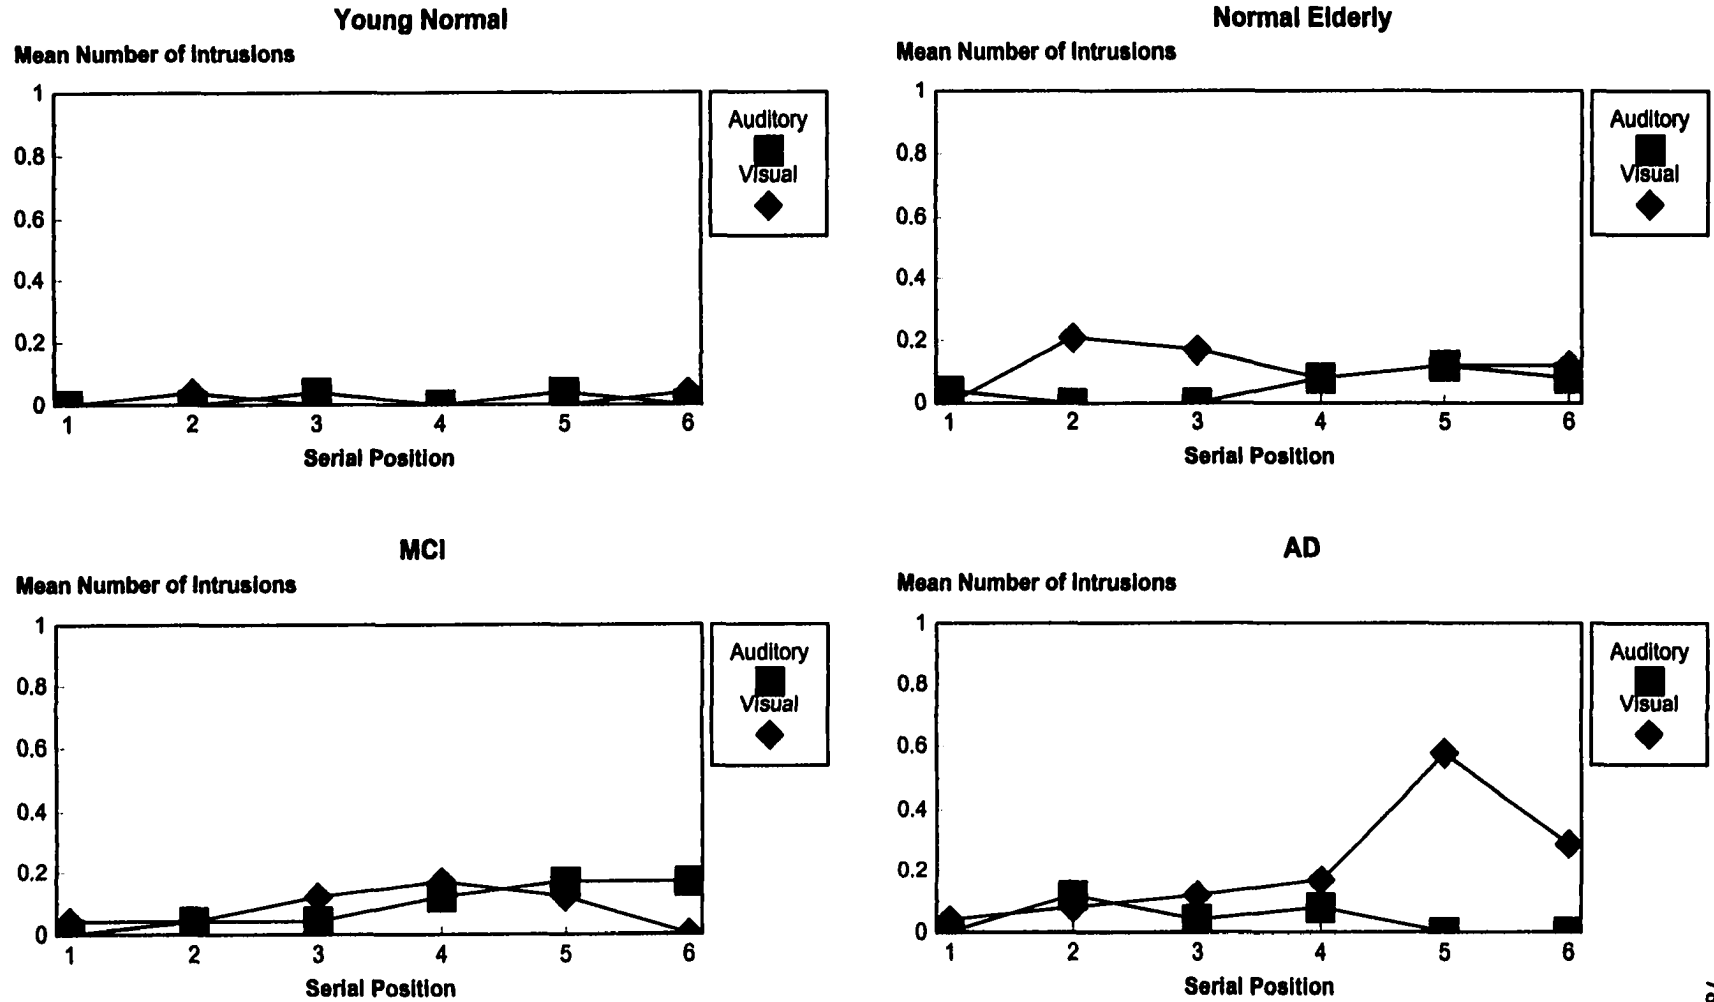 Young Normal
Mean Number of Intrusions
1
0.8
0.6
0.4
0.2
0
1 2 3 4 5 6
Serial Position
Auditory
Visual
Normal Elderly
Mean Number of Intrusions
1
0.8
0.6
0.4
0.2
0
1 2 3 4 5 6
Serial Position
Auditory
Visual
MCI
Mean Number of Intrusions
1
0.8
0.6
0.4
0.2
0
1 2 3 4 5 6
Serial Position
Auditory
Visual
AD
Mean Number of Intrusions
1
0.8
0.6
0.4
0.2
0
1 2 3 4 5 6
Serial Position
Auditory
Visual